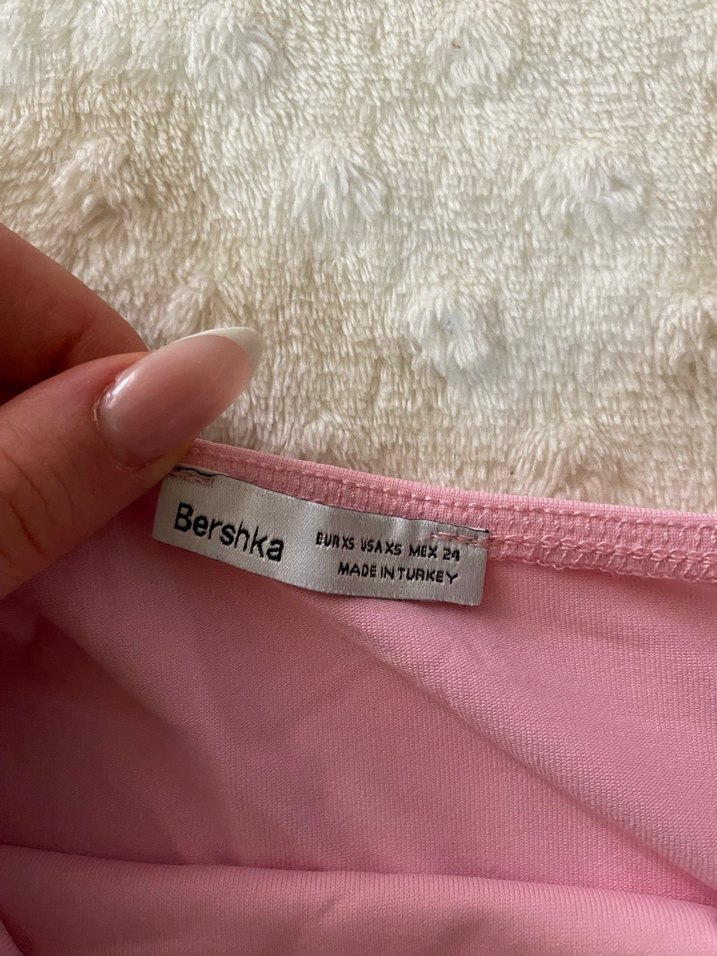 Bershka
EUR XS USA XS MEX 24
MADE IN TURKEY